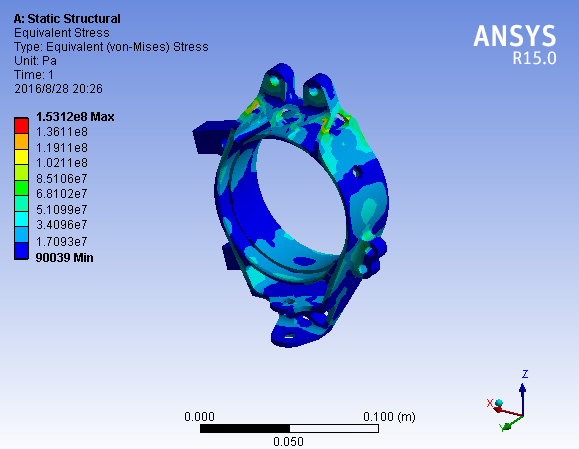 A: Static Structural
Equivalent Stress
Type: Equivalent (von-Mises) Stress
Unit: Pa
Time: 1
2016/8/28 20:26
ANSYS
R15.0
1.5312e8 Max
1.3611e8
1.1911e8
1.0211e8
8.5106e7
6.8102e7
5.1099e7
3.4096e7
1.7093e7
90039 Min
0.000
0.100 (m)
0.050
Z
X
Y